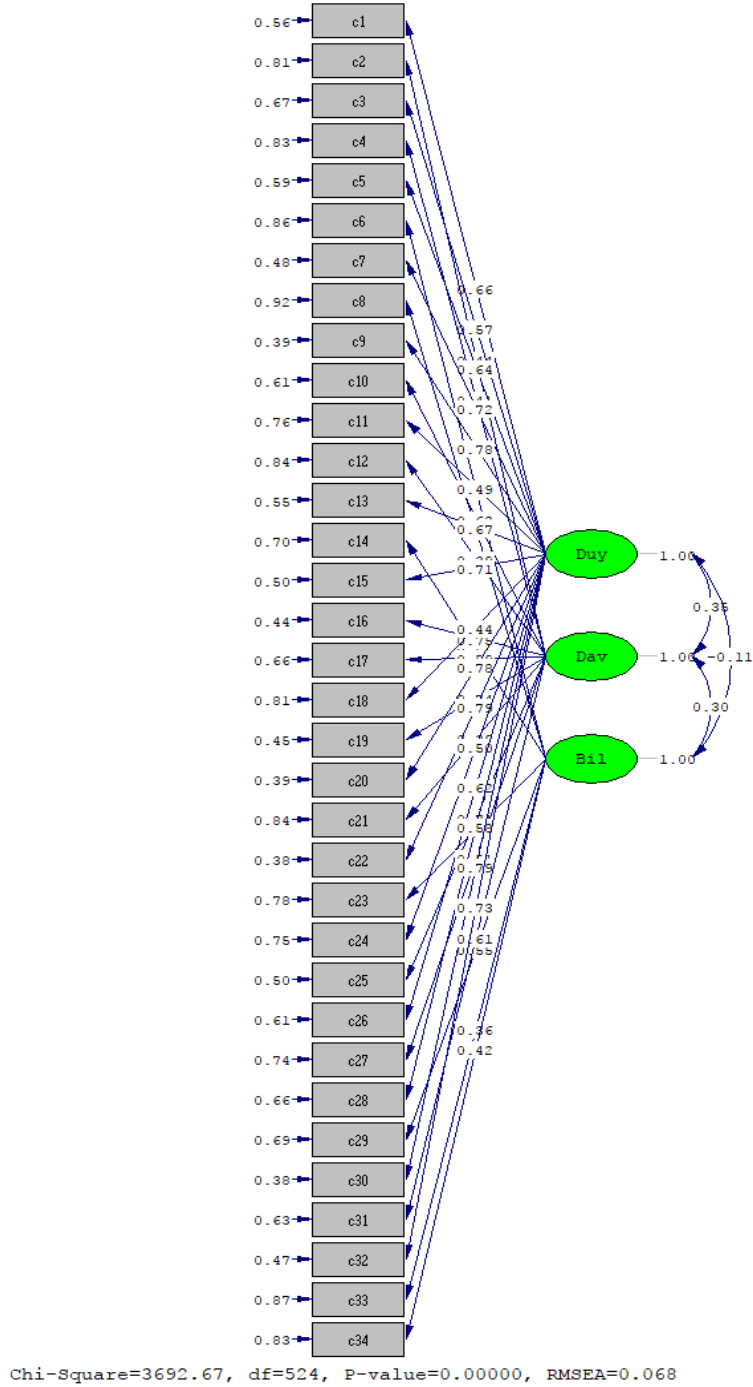 0.56 c1
0.81 c2
0.67 c3
0.83 c4
0.59 c5
0.86 c6
0.48 c7
0.92 c8
0.66
0.57
0.39 c9
0.64
0.61 c10
0.72
0.76 c11
0.78
0.84 c12
0.49
0.55 c13
0.67
0.70 c14
Duy 1.00
0.71
0.50 c15
0.35
0.44 c16
0.44
Dav 1.00 -0.11
0.66 c17
0.78
0.81 c18
0.79 0.30
0.45 c19
0.50
Bil 1.00
0.39 c20
0.62
0.84 c21
0.58
0.38 c22
0.79
0.78 c23
0.73
0.75 c24
0.61
0.55
0.50 c25
0.61 c26
0.36
0.42
0.74 c27
0.66 c28
0.69 c29
0.38 c30
0.63 c31
0.47 c32
0.87 c33
0.83 c34
Chi-Square=3692.67, df=524, P-value=0.00000, RMSEA=0.068